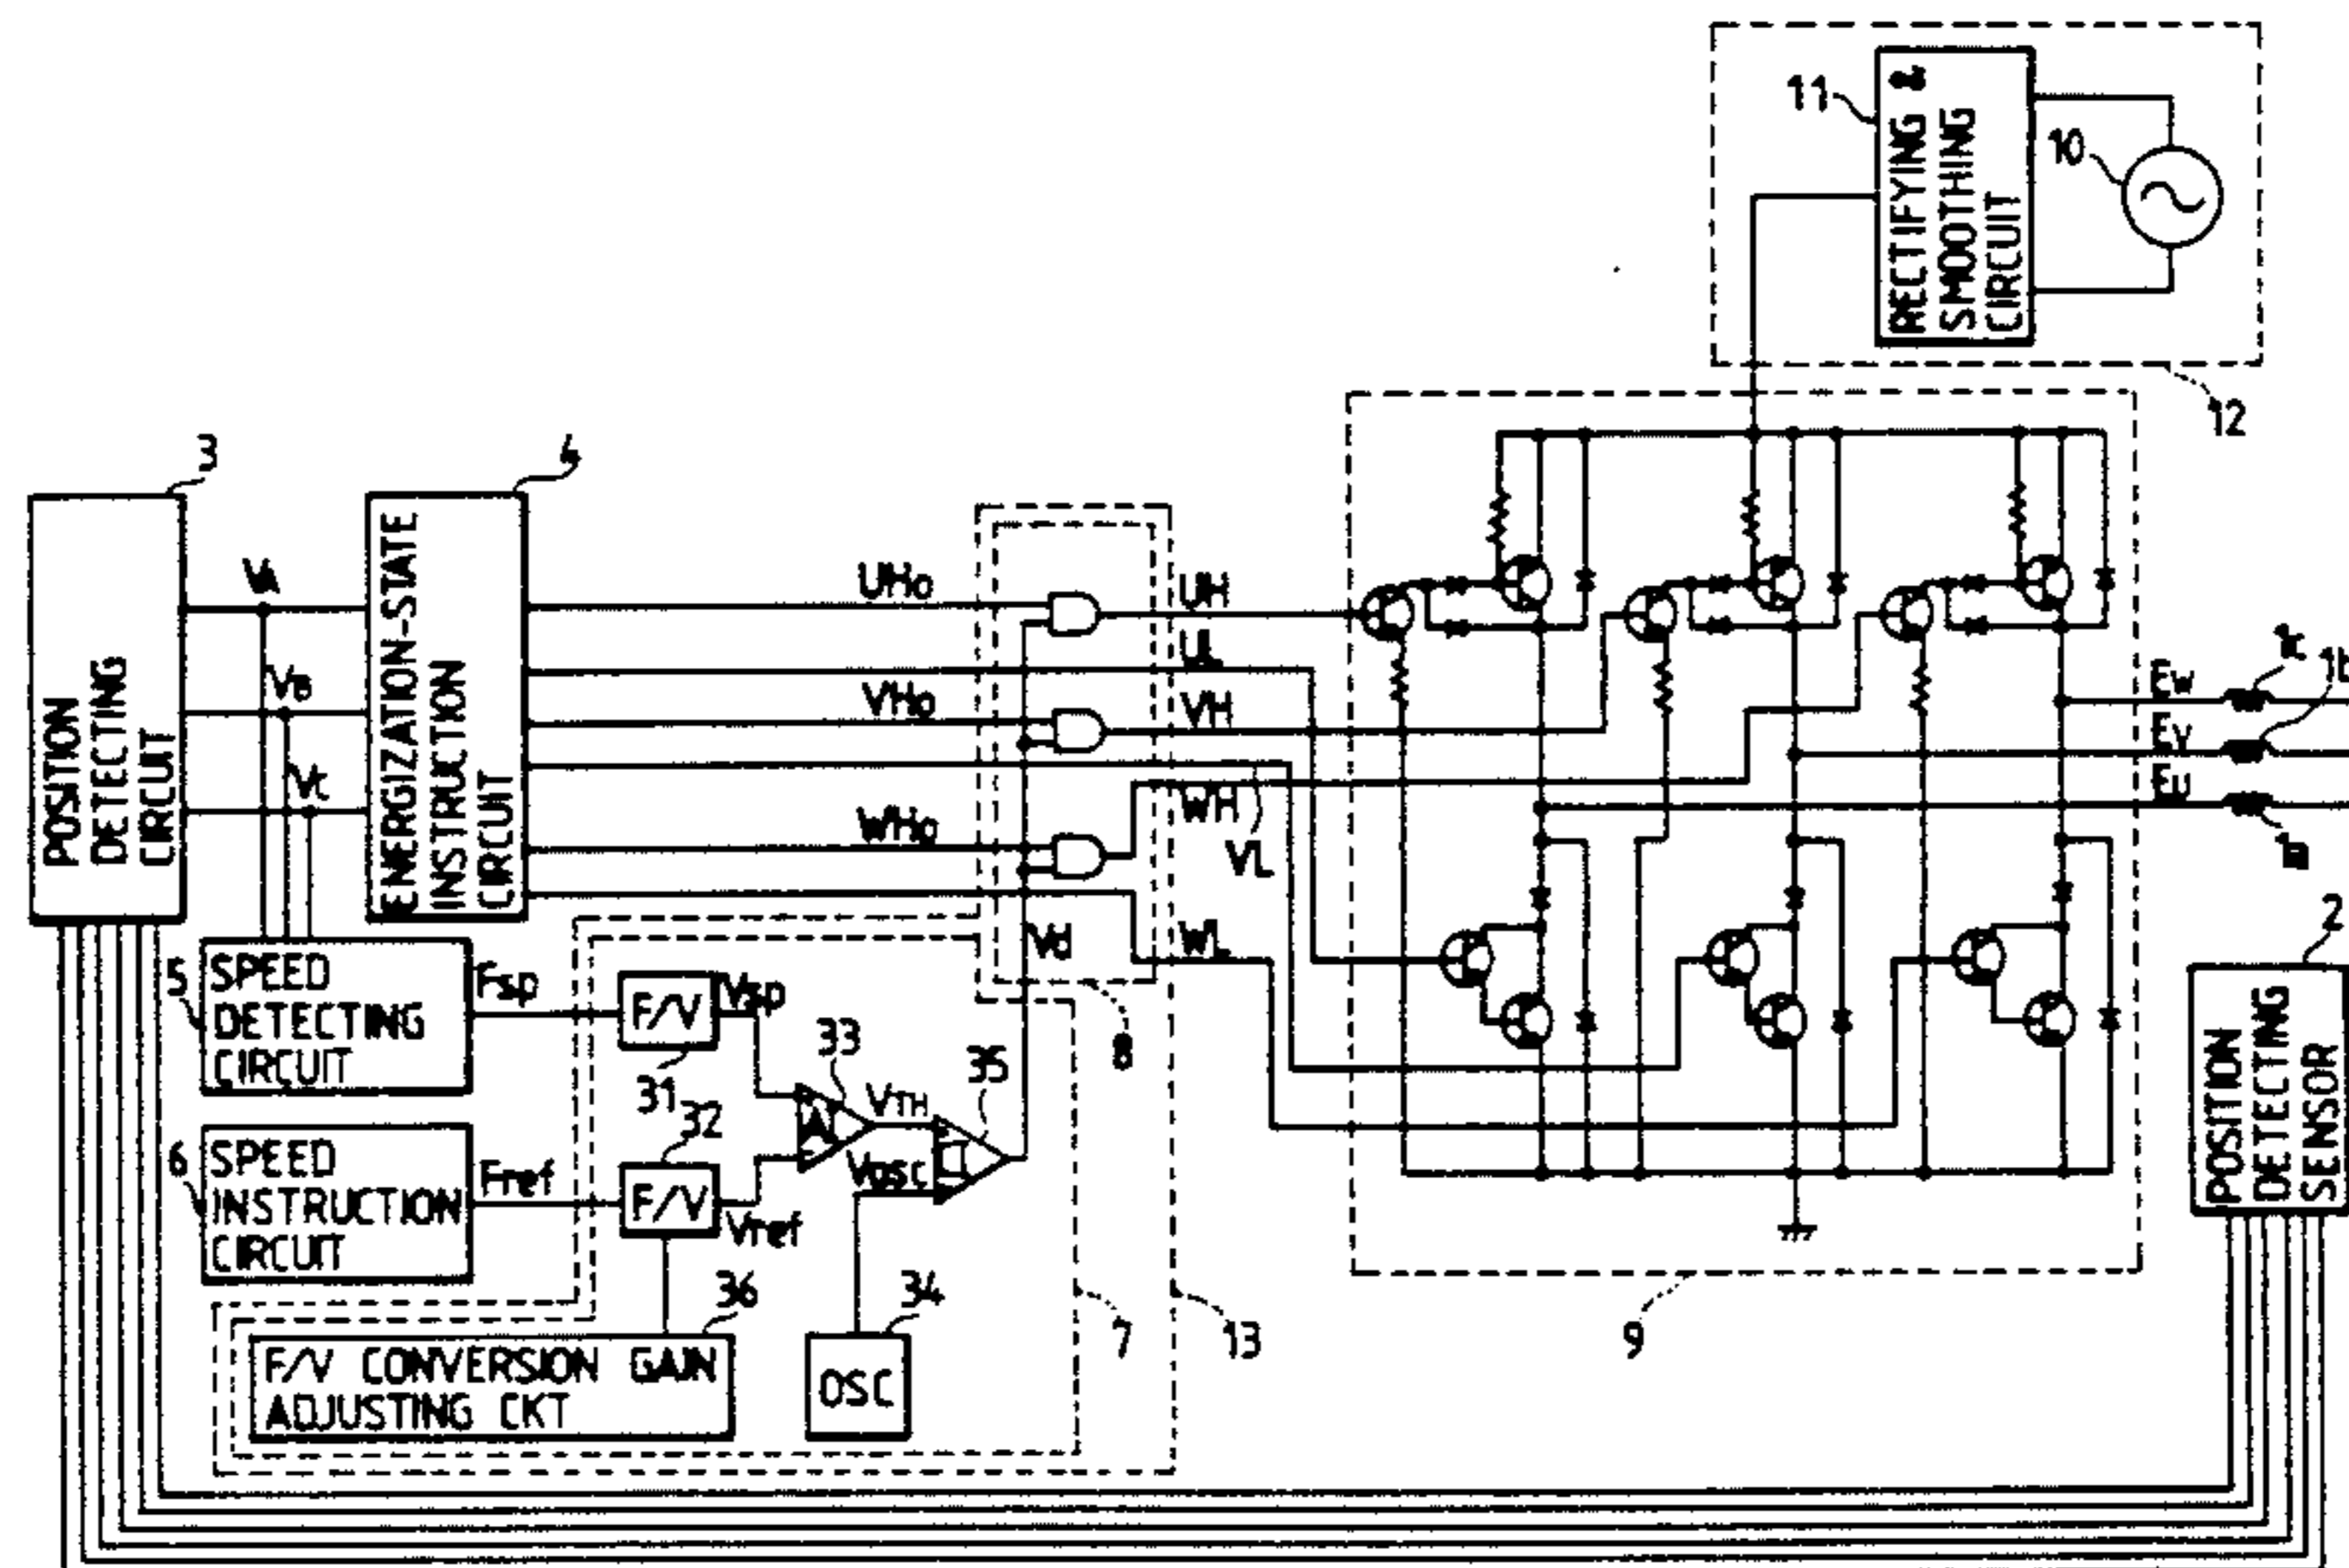 11
RECTIFYING &
SMOOTHING
CIRCUIT
10
12
3
POSITION
DETECTING
CIRCUIT
4
ENERGIZATION-STATE
INSTRUCTION
CIRCUIT
VB
VC
UHo
VHo
WHo
UH
UL
VH
WH
VL
WL
Vd
8
Ew
Ev
Eu
1c
1b
1a
2
POSITION
DETECTING
SENSOR
5
SPEED
DETECTING
CIRCUIT
Fsp
F/V
Vsp
31
33
A
VTH
35
6
SPEED
INSTRUCTION
CIRCUIT
Fref
32
F/V
Vref
VOSC
36
F/V CONVERSION GAIN
ADJUSTING CKT
34
OSC
7
13
9